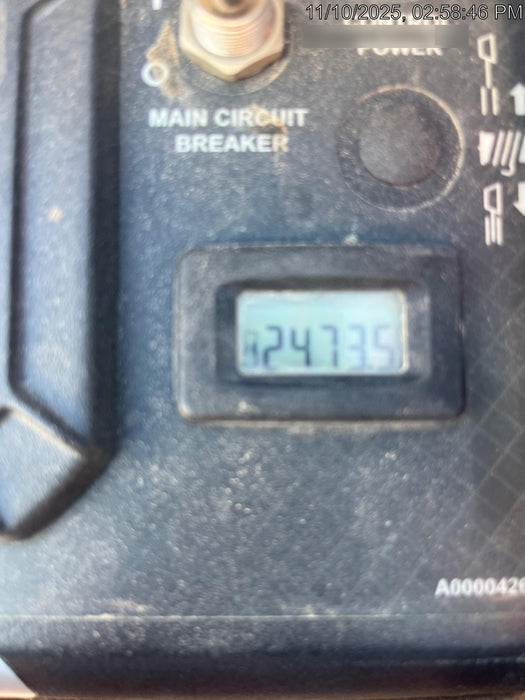 11/10/2025, 02:58:46 PM
POWER
MAIN CIRCUIT
BREAKER
24735
A0000426